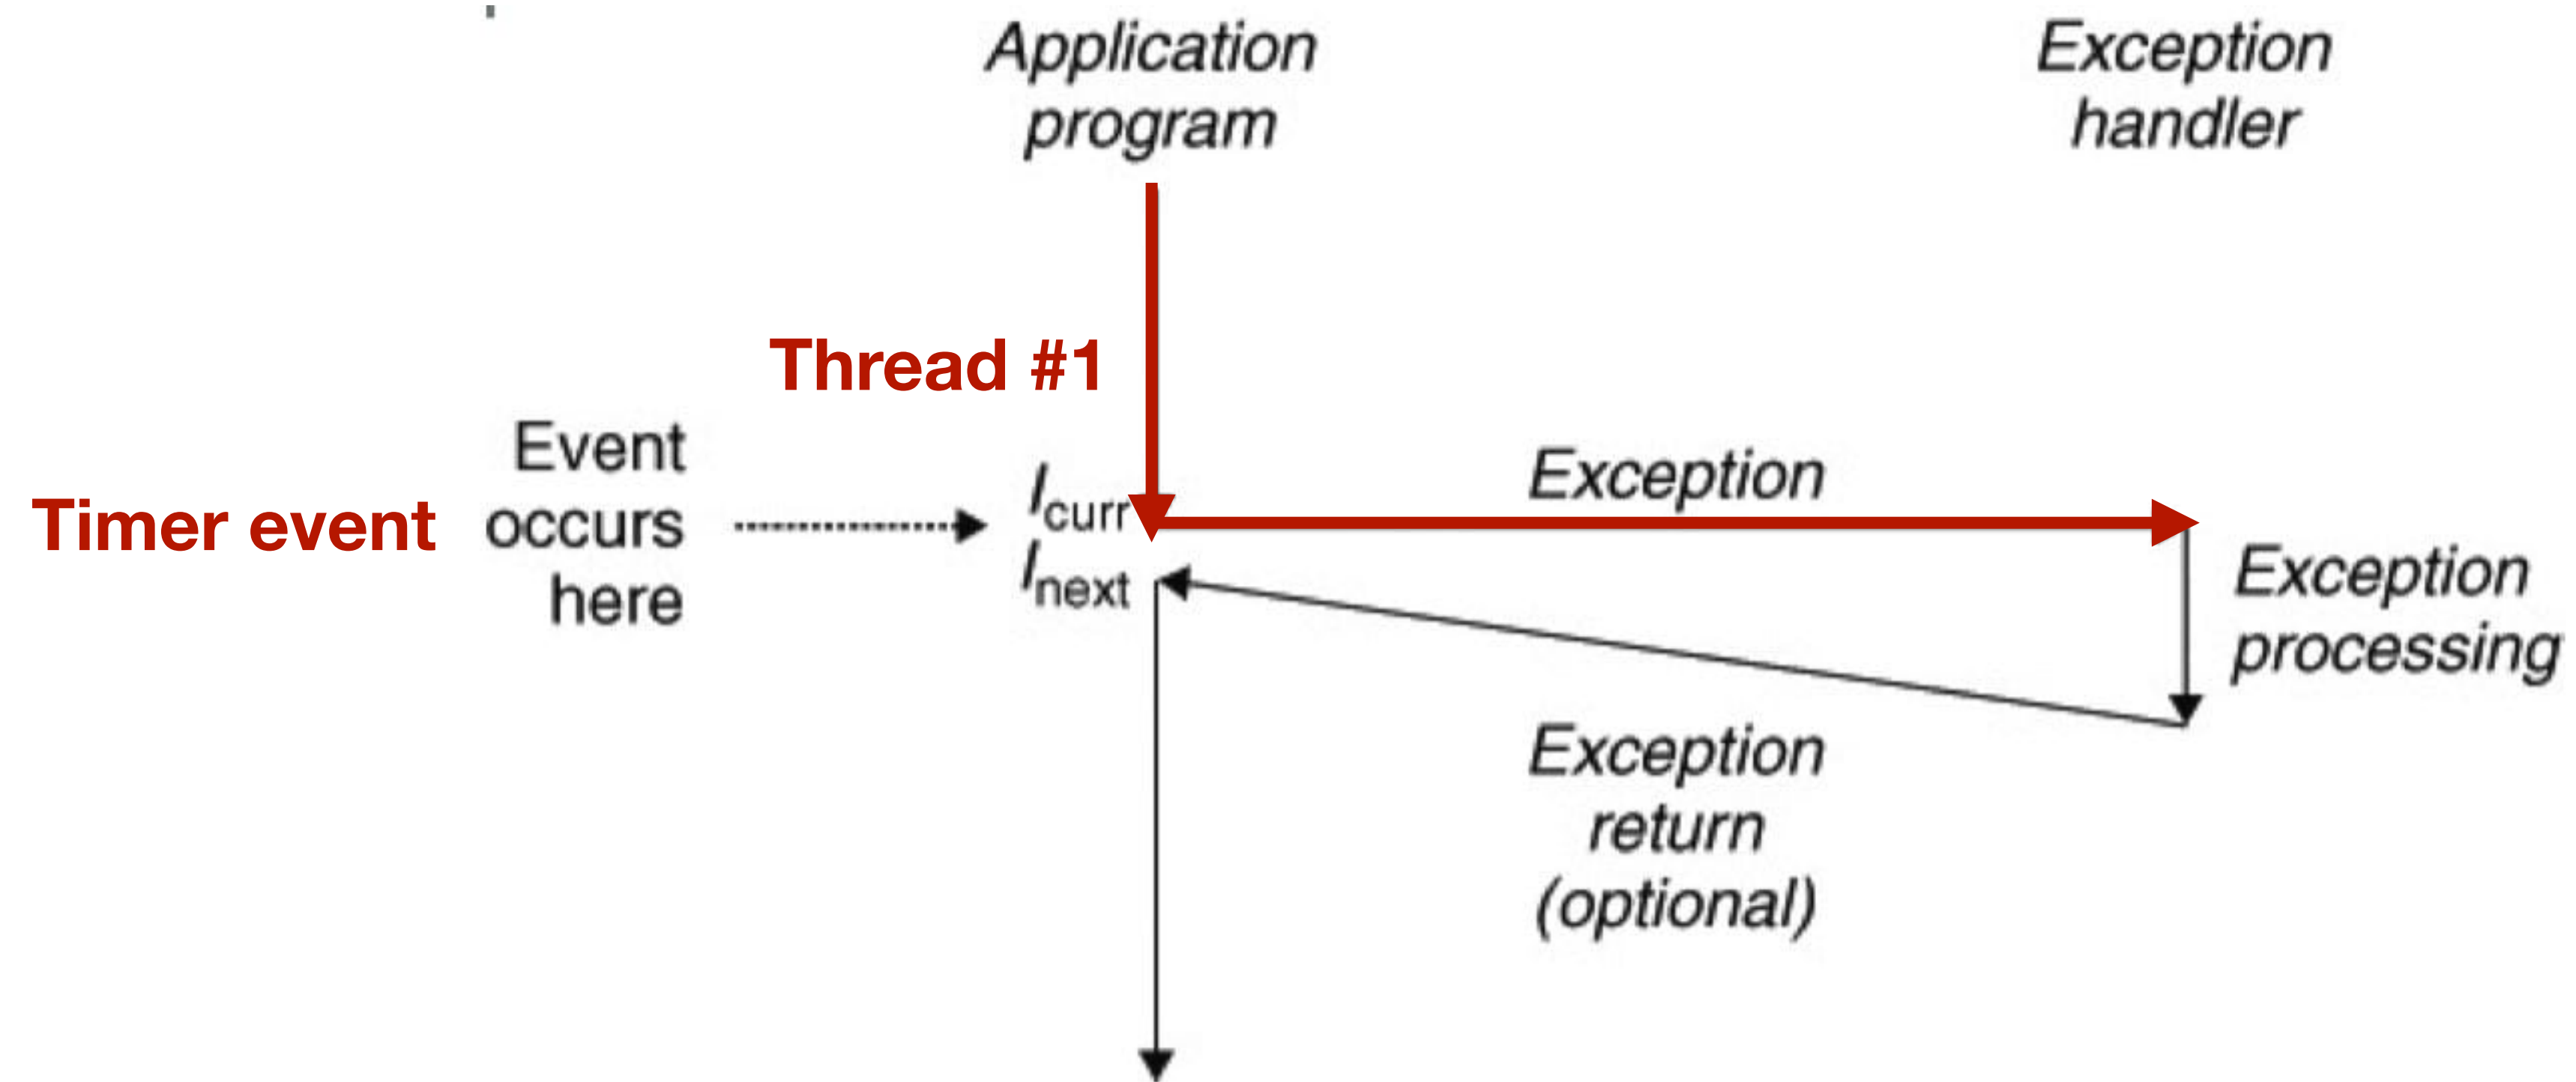 Application
program
Exception
handler
Thread #1
Timer event
Event
occurs
here
Icurr
Inext
Exception
Exception
processing
Exception
return
(optional)